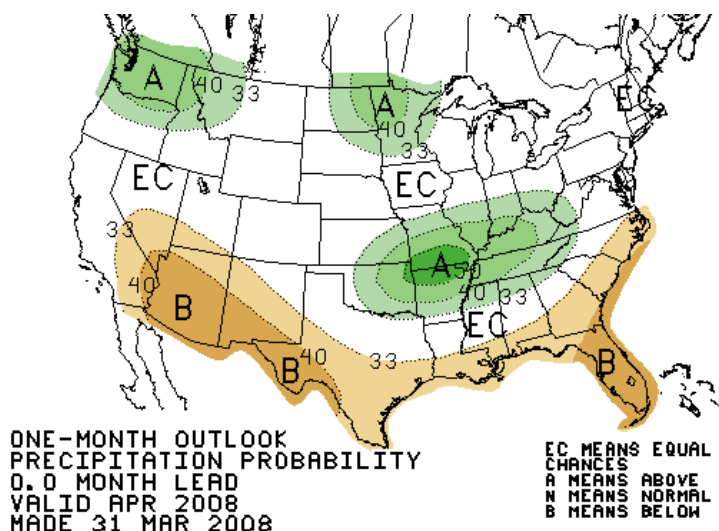 A
40
33
A
40
33
EC
EC
EC
33
A
50
40
33
40
B
EC
40
33
B
B
ONE-MONTH OUTLOOK
PRECIPITATION PROBABILITY
0.0 MONTH LEAD
VALID APR 2008
MADE 31 MAR 2008
EC MEANS EQUAL
CHANCES
A MEANS ABOVE
N MEANS NORMAL
B MEANS BELOW